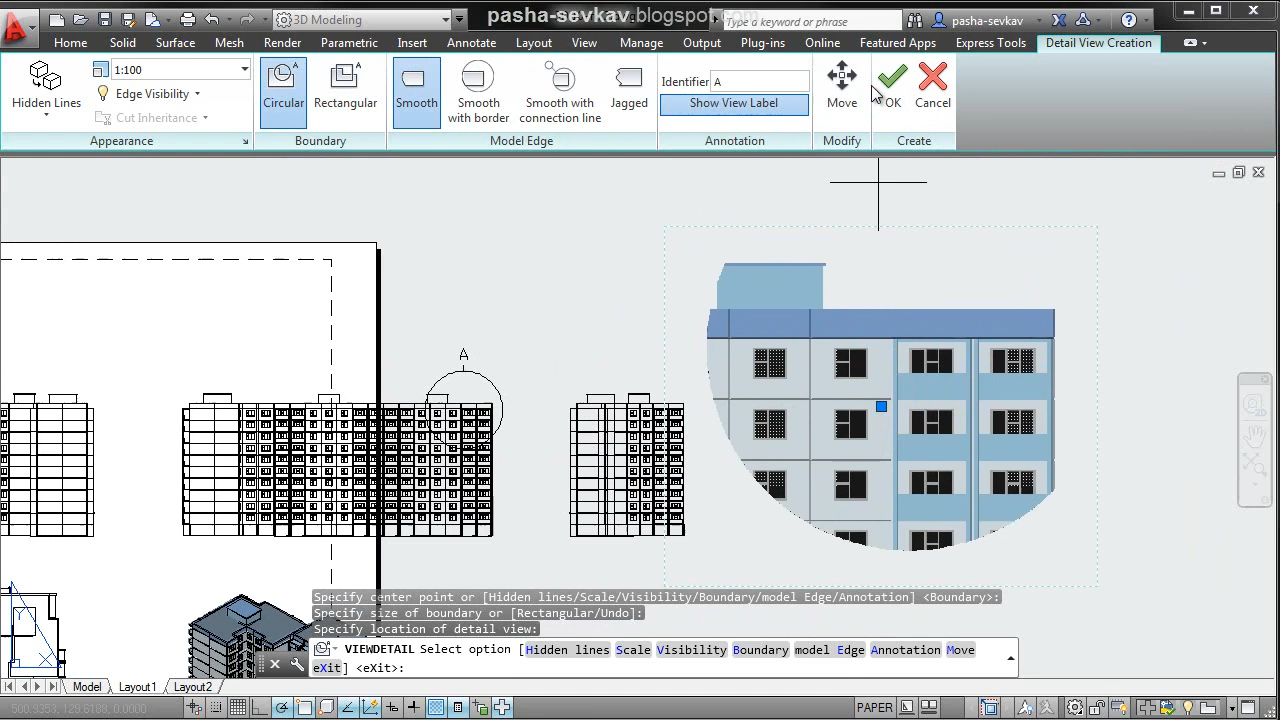 3D Modeling
pasha-sevkav.blogspot.com
Type a keyword or phrase
pasha-sevkav
Home Solid Surface Mesh Render Parametric Insert Annotate Layout View Manage Output Plug-ins Online Featured Apps Express Tools Detail View Creation
Hidden Lines
1:100
Edge Visibility
Cut Inheritance
Circular
Rectangular
Smooth
Smooth
with border
Smooth with
connection line
Jagged
Identifier A
Show View Label
Move
OK
Cancel
Appearance Boundary Model Edge Annotation Modify Create
A
Specify center point or [Hidden lines/Scale/Visibility/Boundary/model Edge/Annotation] <Boundary>:
Specify size of boundary or [Rectangular/Undo]:
Specify location of detail view:
VIEWDETAIL Select option [Hidden lines Scale Visibility Boundary model Edge Annotation Move
eXit] <eXit>:
Model Layout1 Layout2
PAPER